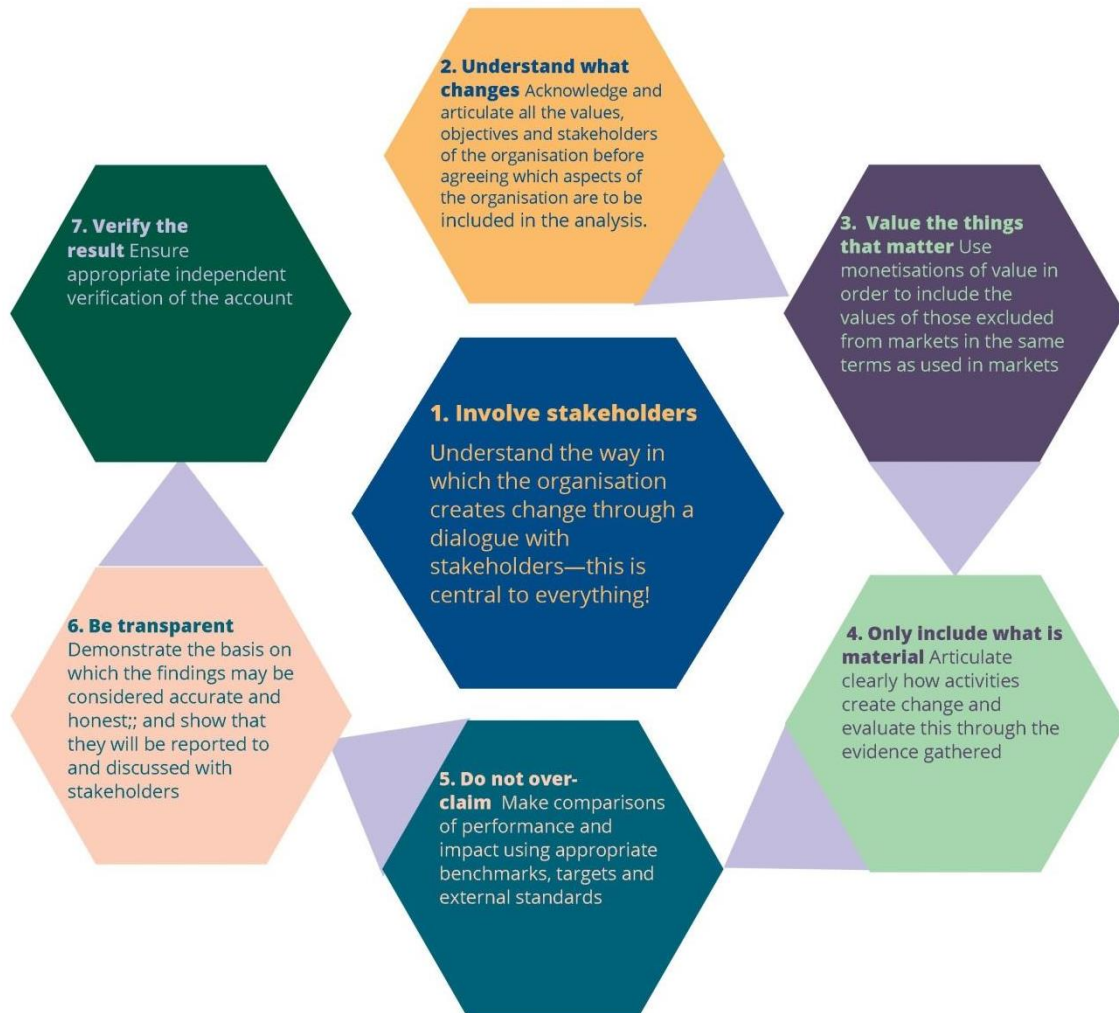 1. Involve stakeholders
Understand the way in
which the organisation
creates change through a
dialogue with
stakeholders—this is
central to everything!
2. Understand what
changes Acknowledge and
articulate all the values,
objectives and stakeholders
of the organisation before
agreeing which aspects of
the organisation are to be
included in the analysis.
3. Value the things
that matter Use
monetisations of value in
order to include the
values of those excluded
from markets in the same
terms as used in markets
4. Only include what is
material Articulate
clearly how activities
create change and
evaluate this through the
evidence gathered
5. Do not over-
claim Make comparisons
of performance and
impact using appropriate
benchmarks, targets and
external standards
6. Be transparent
Demonstrate the basis on
which the findings may be
considered accurate and
honest;; and show that
they will be reported to
and discussed with
stakeholders
7. Verify the
result Ensure
appropriate independent
verification of the account